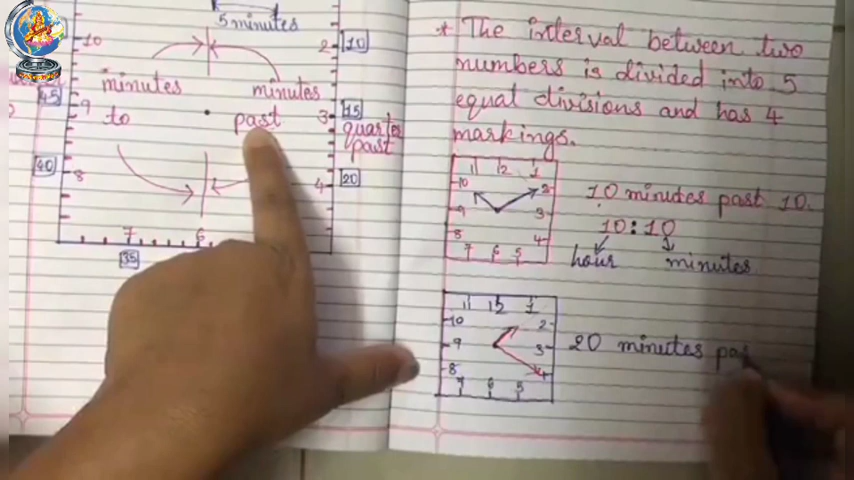 5 minutes
10
2 10
minutes minutes
45 9 to past 3 15
quarter
past
40 8 4 20
7 6
35
* The interval between two
numbers is divided into 5
equal divisions and has 4
markings.
11 12 1
10 2
9 3
8 4
7 6 5
10 minutes past 10.
10:10
hour minutes
11 12 1
10 2
9 3
8 4
7 6 5
20 minutes pas